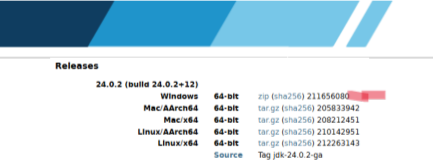 Releases
24.0.2 (build 24.0.2+12)
Windows 64-bit zip (sha256) 211656080
Mac/AArch64 64-bit tar.gz (sha256) 205833942
Mac/x64 64-bit tar.gz (sha256) 208212451
Linux/AArch64 64-bit tar.gz (sha256) 210142951
Linux/x64 64-bit tar.gz (sha256) 212263143
Source Tag jdk-24.0.2-ga